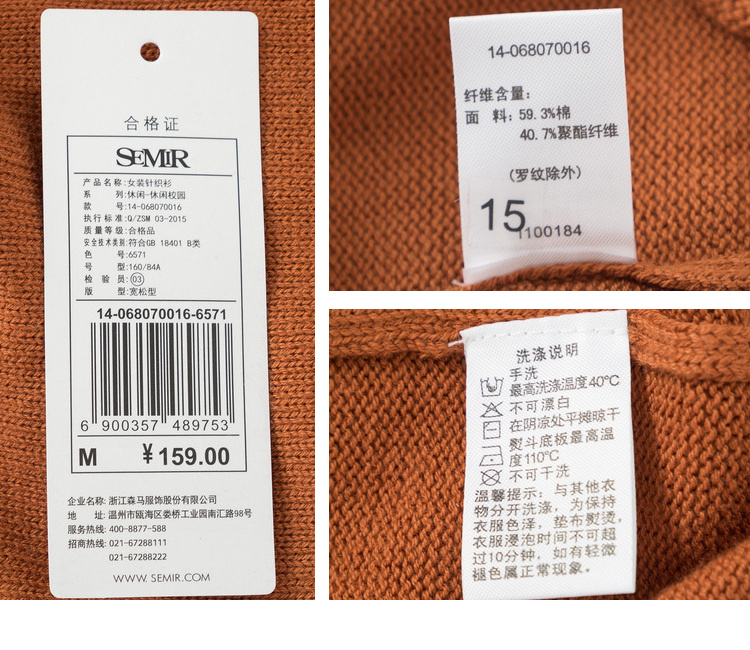 合格证
SEMIR
产品名称:女装针织衫
系 列:休闲-休闲校园
款 号:14-068070016
执行标准:Q/ZSM 03-2015
质量等级:合格品
安全技术类别:符合GB 18401 B类
色 号:6571
号 型:160/84A
检 验 员:03
版 型:宽松型
14-068070016-6571
6 900357 489753
M ¥159.00
企业名称: 浙江森马服饰股份有限公司
地 址: 温州市瓯海区娄桥工业园南汇路98号
服务热线: 400-8877-588
招商热线: 021-67288111
021-67288222
WWW.SEMIR.COM
14-068070016
纤维含量:
面 料: 59.3%棉
40.7%聚酯纤维
(罗纹除外)
15
1100184
洗涤说明
手洗
最高洗涤温度40℃
不可漂白
在阴凉处平摊晾干
熨斗底板最高温
度110℃
不可干洗
温馨提示: 与其他衣
物分开洗涤, 为保持
衣服色泽, 垫布熨烫,
衣服浸泡时间不可超
过10分钟, 如有轻微
褪色属正常现象。